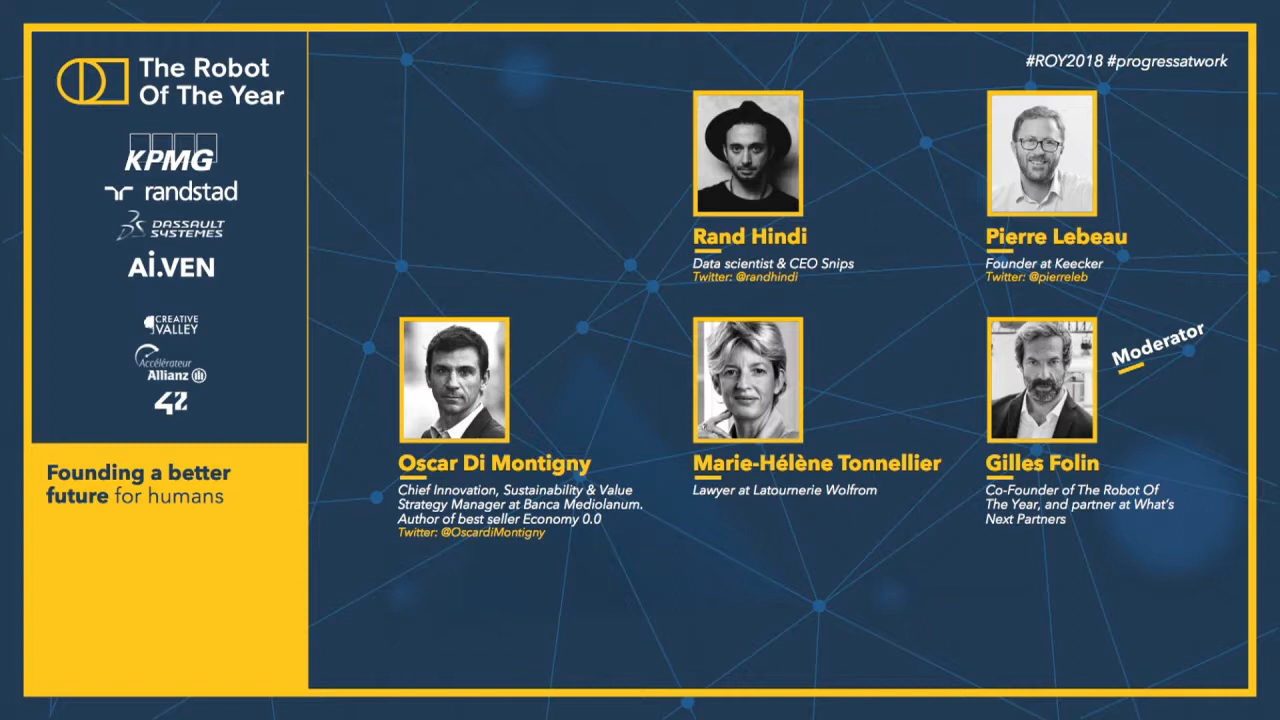 The Robot
Of The Year
KPMG
randstad
DASSAULT
SYSTEMES
Ai.VEN
CREATIVE
VALLEY
Accélérateur
Allianz
42
Founding a better
future for humans
#ROY2018 #progressatwork
Rand Hindi
Data scientist & CEO Snips
Twitter: @randhindi
Pierre Lebeau
Founder at Keecker
Twitter: @pierreleb
Oscar Di Montigny
Chief Innovation, Sustainability & Value
Strategy Manager at Banca Mediolanum.
Author of best seller Economy 0.0
Twitter: @OscardiMontigny
Marie-Hélène Tonnellier
Lawyer at Latournerie Wolfrom
Moderator
Gilles Folin
Co-Founder of The Robot Of
The Year, and partner at What's
Next Partners